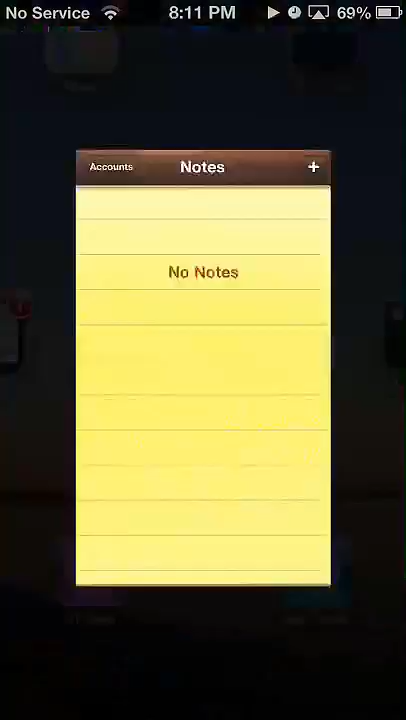 No Service 8:11 PM 69%
Accounts Notes +
No Notes